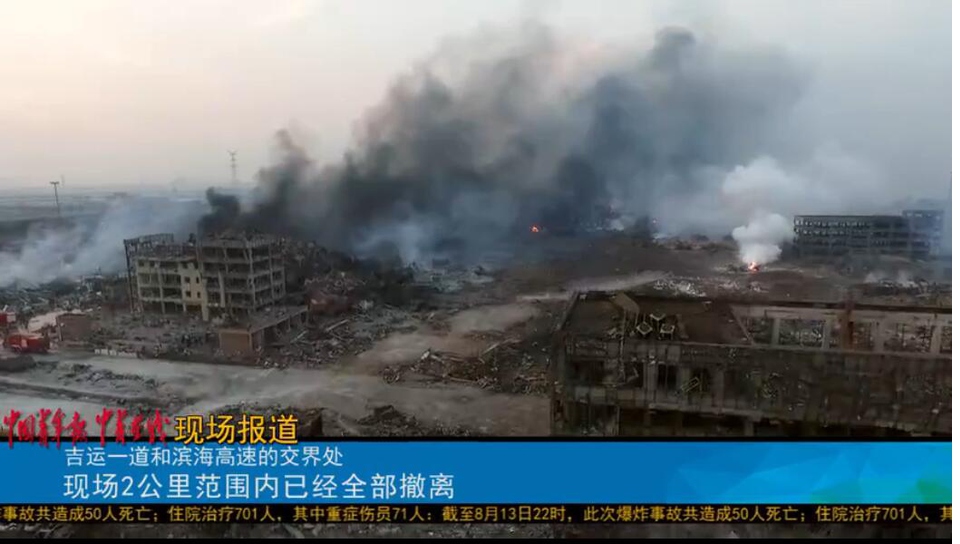 中国青年报 中青在线 现场报道
吉运一道和滨海高速的交界处
现场2公里范围内已经全部撤离
事故共造成50人死亡；住院治疗701人，其中重症伤员71人：截至8月13日22时，此次爆炸事故共造成50人死亡；住院治疗701人，其